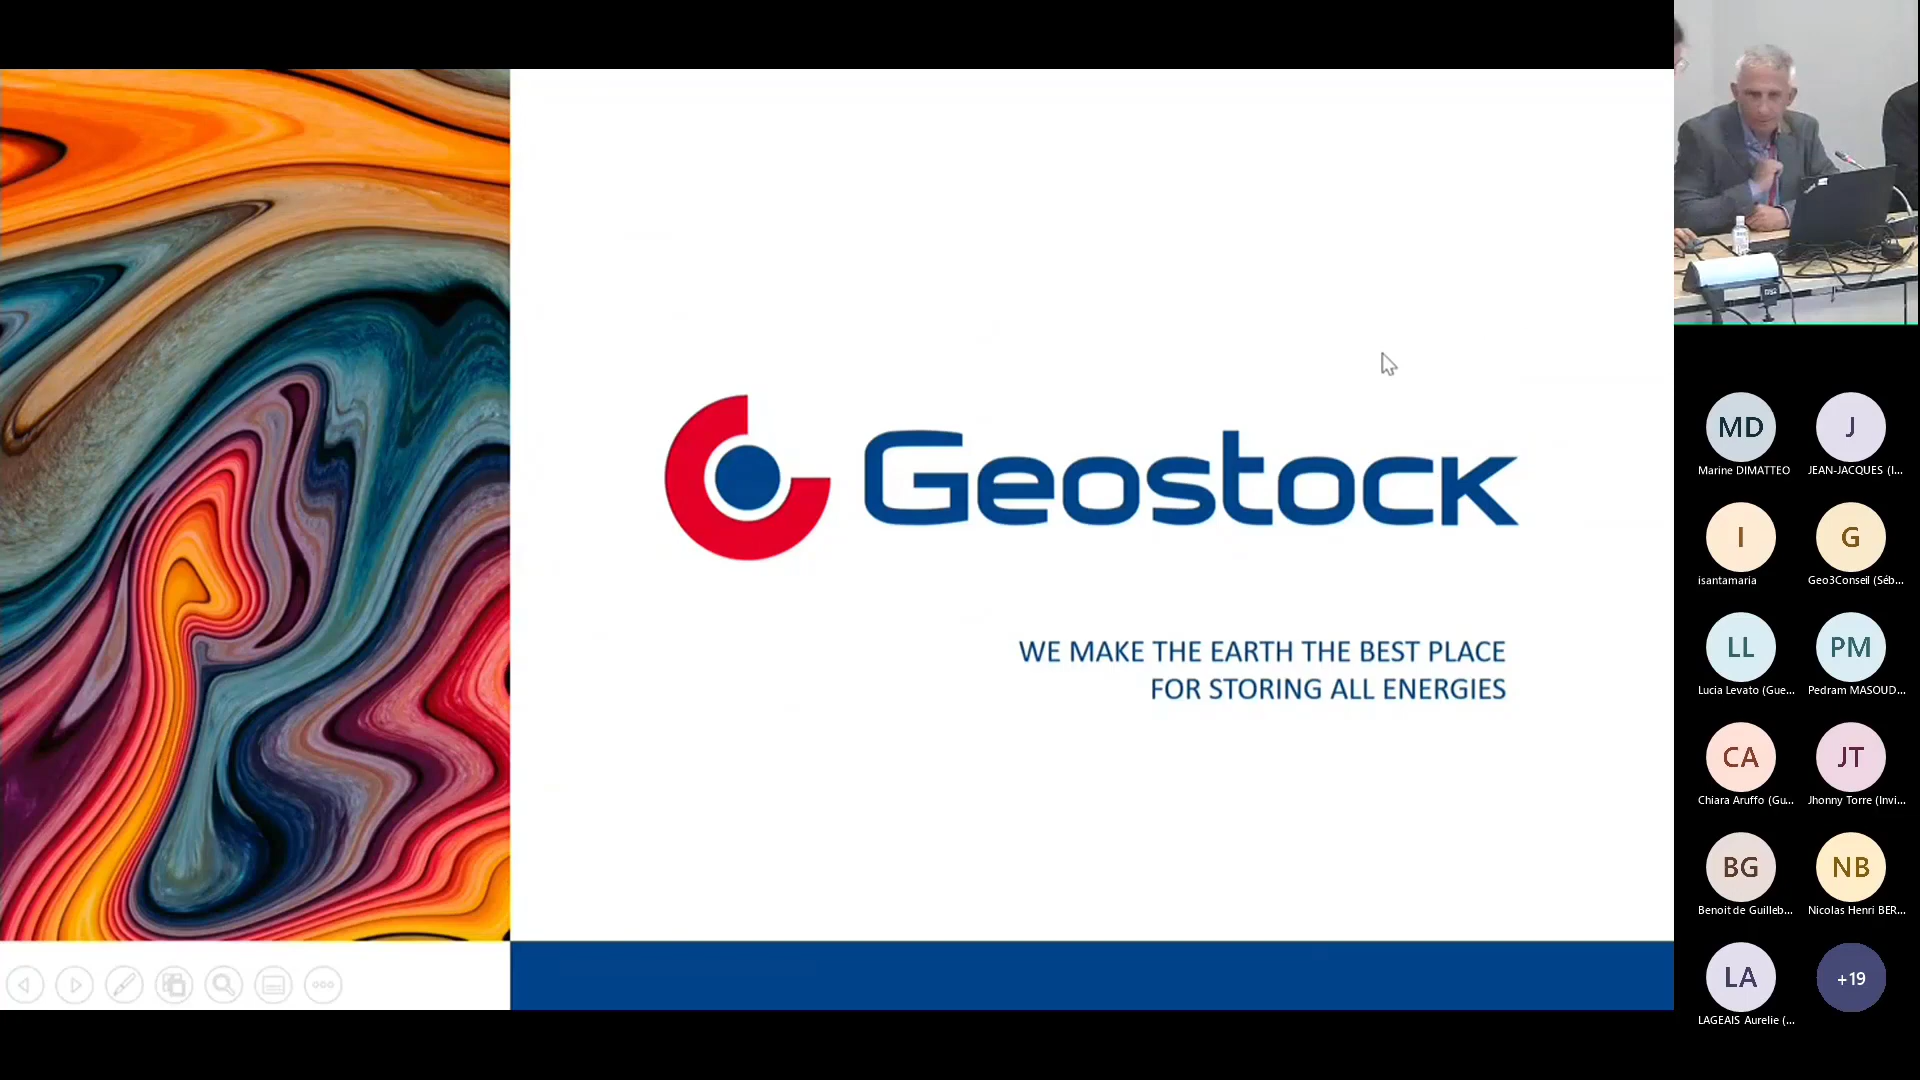 Geostock
WE MAKE THE EARTH THE BEST PLACE
FOR STORING ALL ENERGIES
MD
J
Marine DIMATTEO
JEAN-JACQUES (I...
I
G
isantamaria
Geo3Conseil (Séb...
LL
PM
Lucia Levato (Gue...
Pedram MASOUD...
CA
JT
Chiara Aruffo (Gu...
Jhonny Torre (Invi...
BG
NB
Benoit de Guilleb...
Nicolas Henri BER...
LA
+19
LAGEAIS Aurelie (...